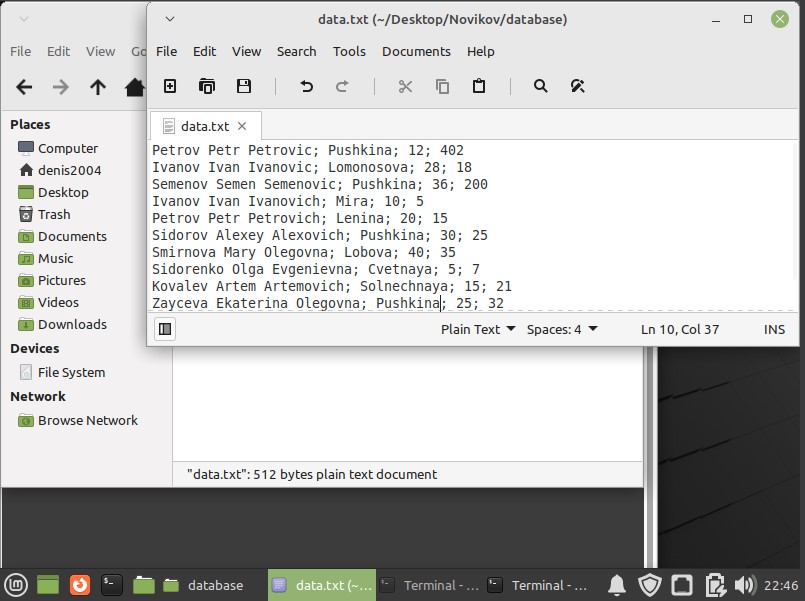 data.txt (~/Desktop/Novikov/database)
File Edit View Go
File Edit View Search Tools Documents Help
data.txt
Places
Computer
denis2004
Desktop
Trash
Documents
Music
Pictures
Videos
Downloads
Devices
File System
Network
Browse Network
Petrov Petr Petrovic; Pushkina; 12; 402
Ivanov Ivan Ivanovic; Lomonosova; 28; 18
Semenov Semen Semenovic; Pushkina; 36; 200
Ivanov Ivan Ivanovich; Mira; 10; 5
Petrov Petr Petrovich; Lenina; 20; 15
Sidorov Alexey Alexovich; Pushkina; 30; 25
Smirnova Mary Olegovna; Lobova; 40; 35
Sidorenko Olga Evgenievna; Cvetnaya; 5; 7
Kovalev Artem Artemovich; Solnechnaya; 15; 21
Zayceva Ekaterina Olegovna; Pushkina; 25; 32
Plain Text Spaces: 4 Ln 10, Col 37 INS
"data.txt": 512 bytes plain text document
database data.txt (~... Terminal - ... Terminal - ... 22:46